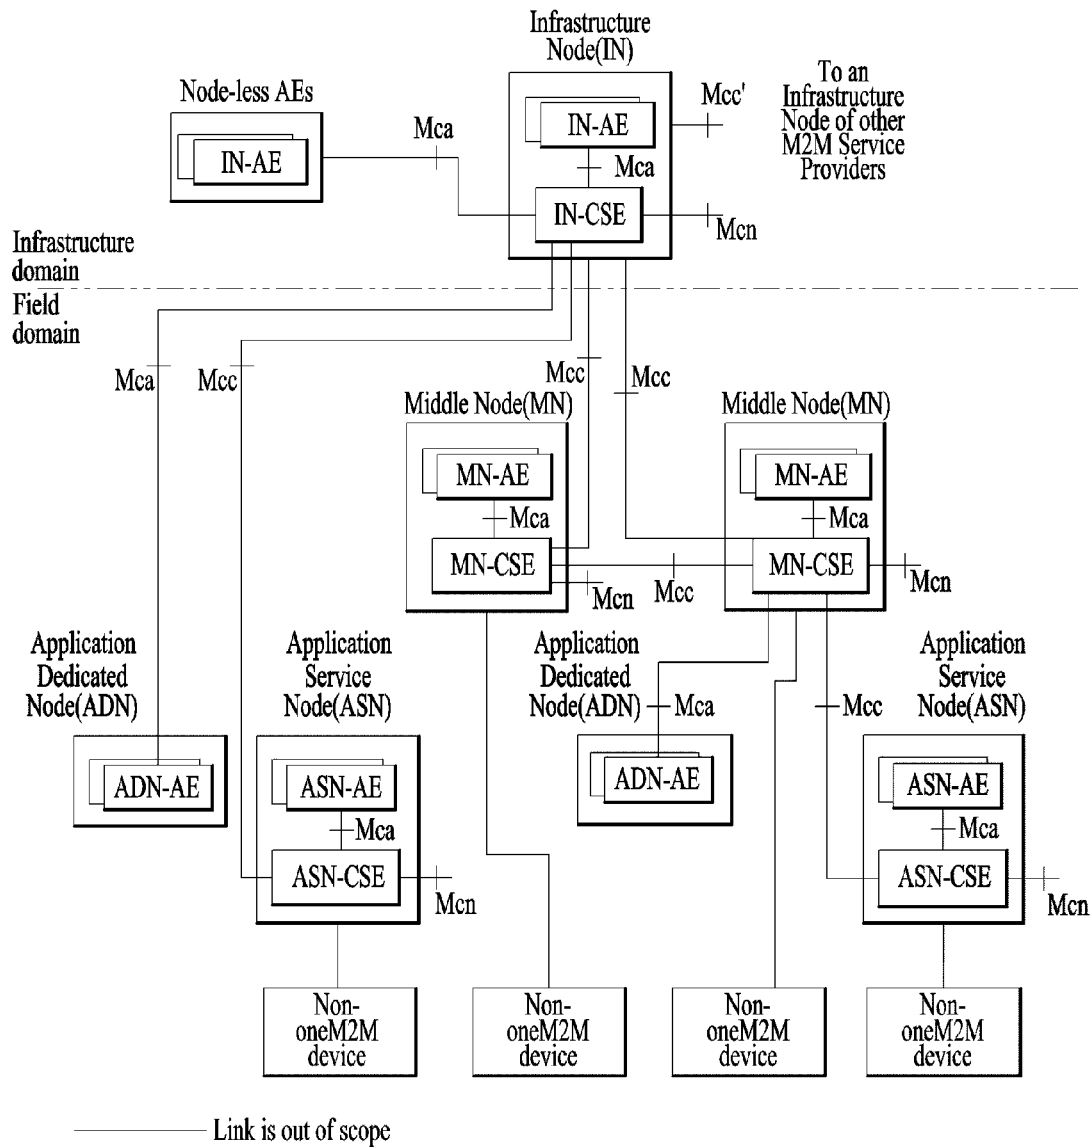 Infrastructure
Node(IN)
Node-less AEs
IN-AE
Mca
IN-AE
Mca
IN-CSE
Mcc'
Mcn
To an
Infrastructure
Node of other
M2M Service
Providers
Infrastructure
domain
Field
domain
Mca
Mcc
Mcc
Mcc
Middle Node(MN)
MN-AE
Mca
MN-CSE
Mcn
Mcc
Middle Node(MN)
MN-AE
Mca
MN-CSE
Mcn
Application
Dedicated
Node(ADN)
ADN-AE
Application
Service
Node(ASN)
ASN-AE
Mca
ASN-CSE
Mcn
Application
Dedicated
Node(ADN)
Mca
ADN-AE
Mcc
Application
Service
Node(ASN)
ASN-AE
Mca
ASN-CSE
Mcn
Non-
oneM2M
device
Non-
oneM2M
device
Non-
oneM2M
device
Non-
oneM2M
device
Link is out of scope